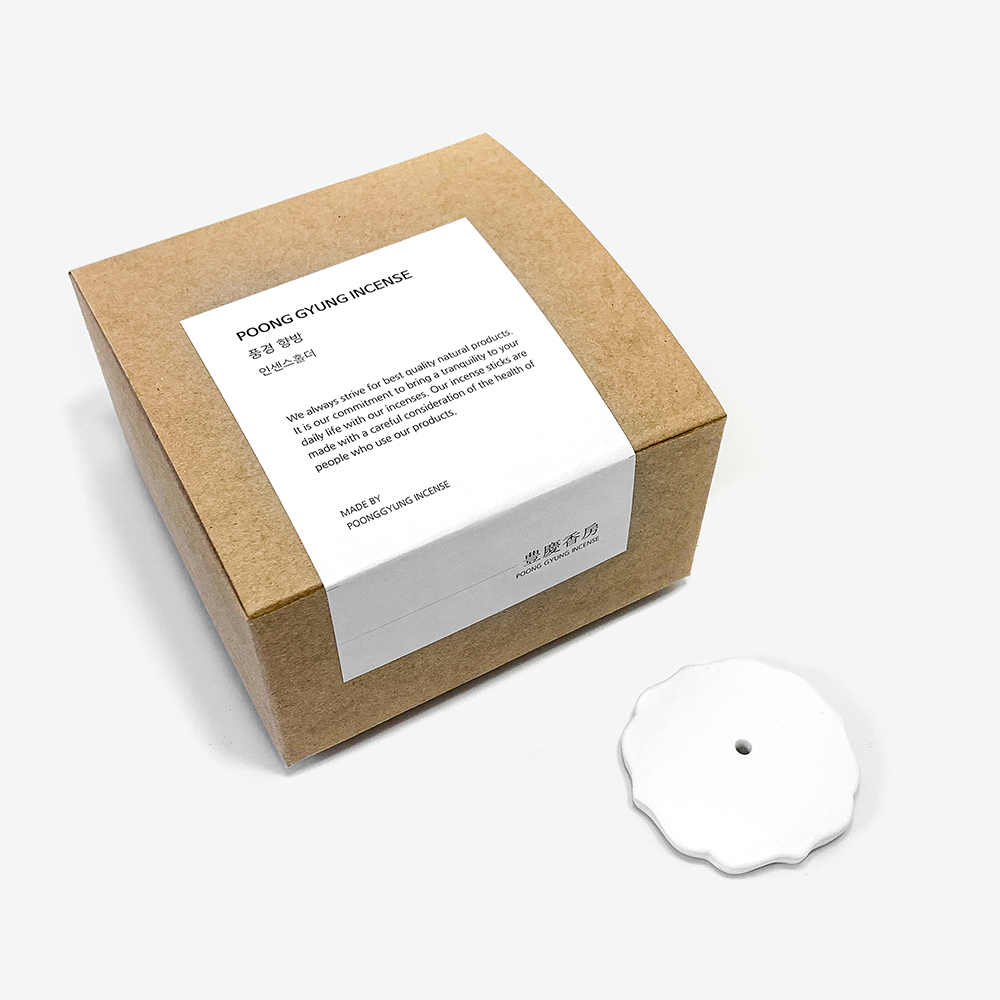 POONG GYUNG INCENSE
풍경 향방
인센스홀더
We always strive for best quality natural products.
It is our commitment to bring a tranquility to your
daily life with our incenses. Our incense sticks are
made with a careful consideration of the health of
people who use our products.
MADE BY
POONGGYUNG INCENSE
豊慶香房
POONG GYUNG INCENSE